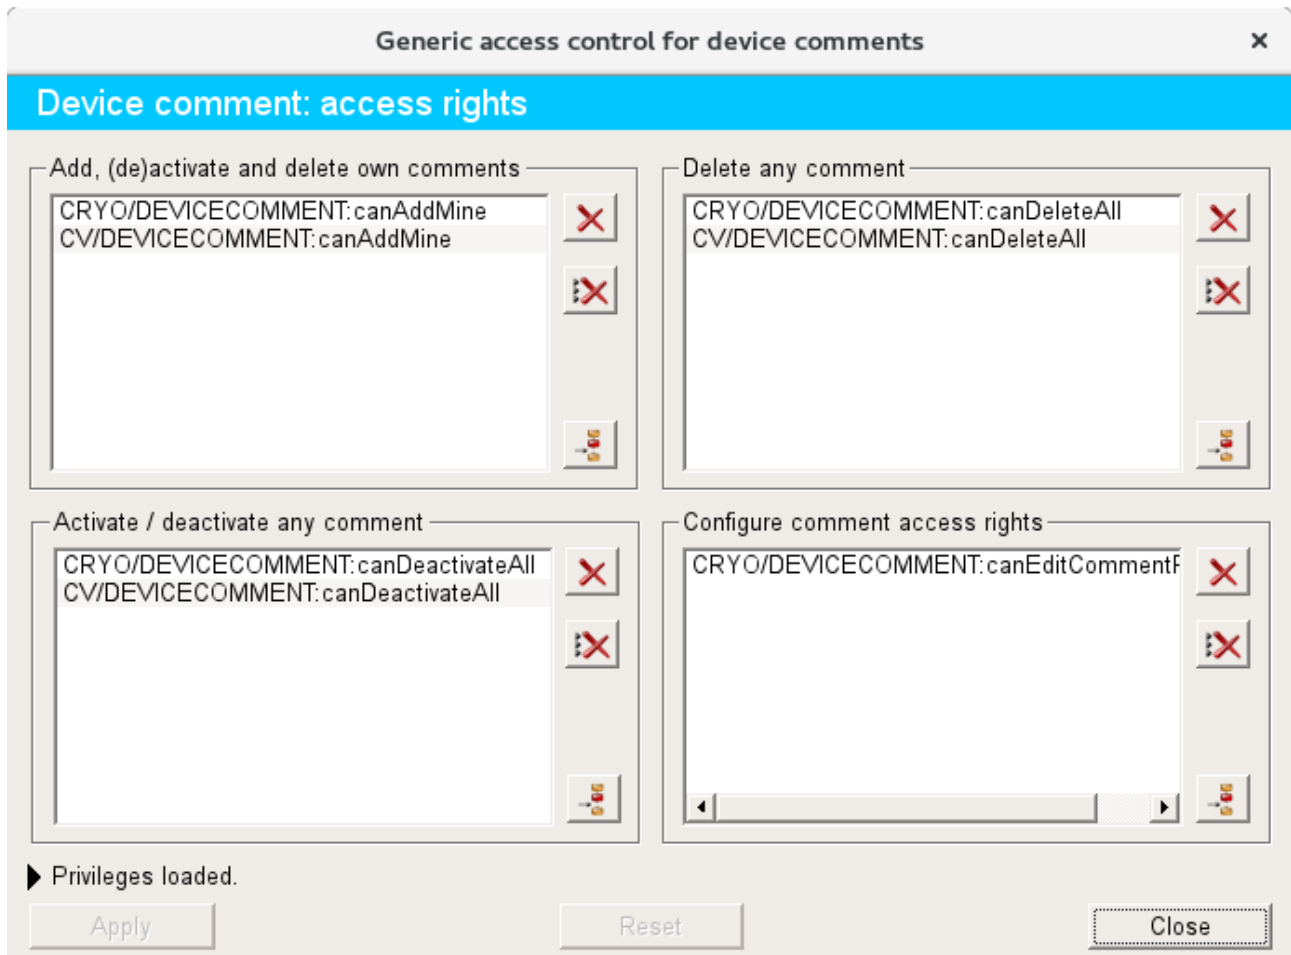 Generic access control for device comments
Device comment: access rights
Add, (de)activate and delete own comments
CRYO/DEVICECOMMENT:canAddMine
CV/DEVICECOMMENT:canAddMine
Delete any comment
CRYO/DEVICECOMMENT:canDeleteAll
CV/DEVICECOMMENT:canDeleteAll
Activate / deactivate any comment
CRYO/DEVICECOMMENT:canDeactivateAll
CV/DEVICECOMMENT:canDeactivateAll
Configure comment access rights
CRYO/DEVICECOMMENT:canEditComment
Privileges loaded.
Apply
Reset
Close